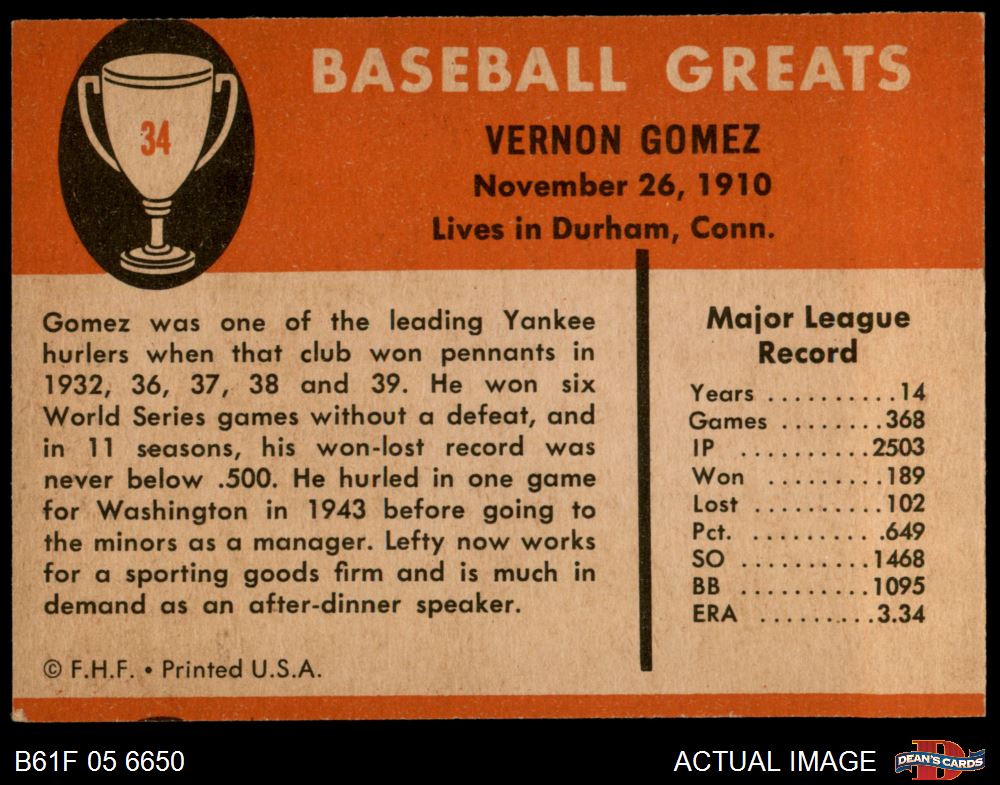 34
BASEBALL GREATS
VERNON GOMEZ
November 26, 1910
Lives in Durham, Conn.
Gomez was one of the leading Yankee
hurlers when that club won pennants in
1932, 36, 37, 38 and 39. He won six
World Series games without a defeat, and
in 11 seasons, his won-lost record was
never below .500. He hurled in one game
for Washington in 1943 before going to
the minors as a manager. Lefty now works
for a sporting goods firm and is much in
demand as an after-dinner speaker.
© F.H.F. • Printed U.S.A.
Major League
Record
Years ..........14
Games ........368
IP ..........2503
Won .........189
Lost ..........102
Pct. ..........649
SO ..........1468
BB ..........1095
ERA .........3.34
B61F 05 6650
ACTUAL IMAGE
D
DEAN'S CARDS